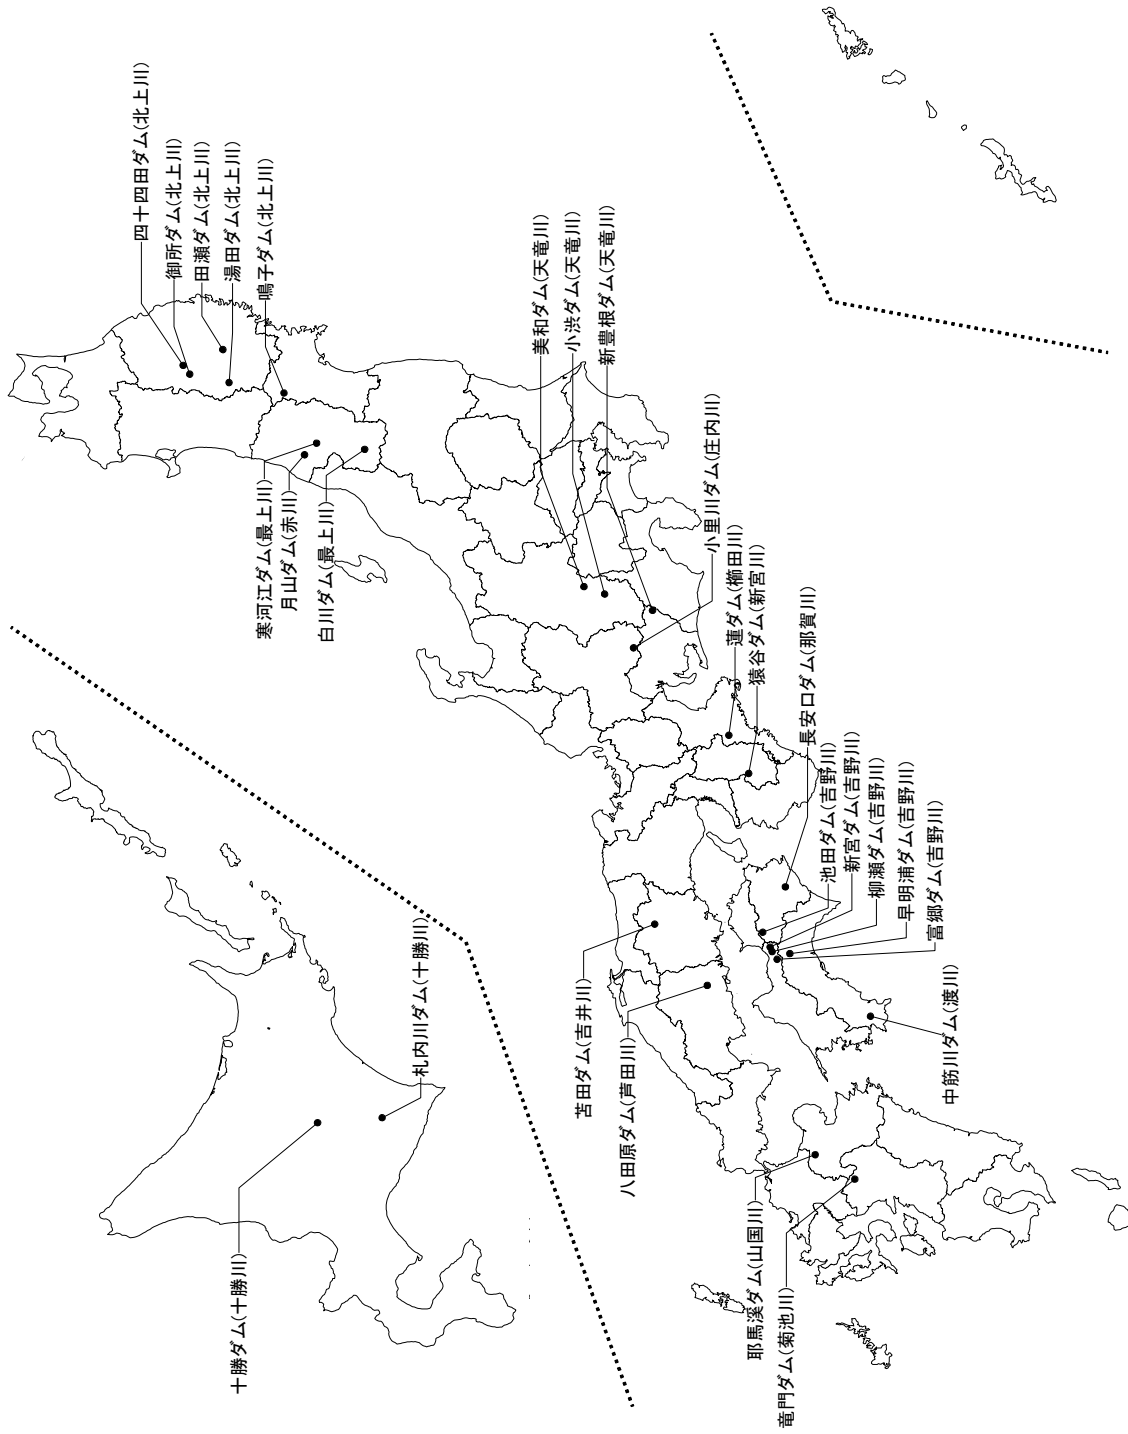 四十四田ダム(北上川)
御所ダム(北上川)
田瀬ダム(北上川)
湯田ダム(北上川)
鳴子ダム(北上川)
美和ダム(天竜川)
小渋ダム(天竜川)
新豊根ダム(天竜川)
小里川ダム(庄内川)
寒河江ダム(最上川)
月山ダム(赤川)
白川ダム(最上川)
蓮ダム(櫛田川)
猿谷ダム(新宮川)
長安口ダム(那賀川)
池田ダム(吉野川)
新宮ダム(吉野川)
柳瀬ダム(吉野川)
早明浦ダム(吉野川)
富郷ダム(吉野川)
中筋川ダム(渡川)
札内川ダム(十勝川)
十勝ダム(十勝川)
苫田ダム(吉井川)
八田原ダム(芦田川)
耶馬溪ダム(山国川)
竜門ダム(菊池川)